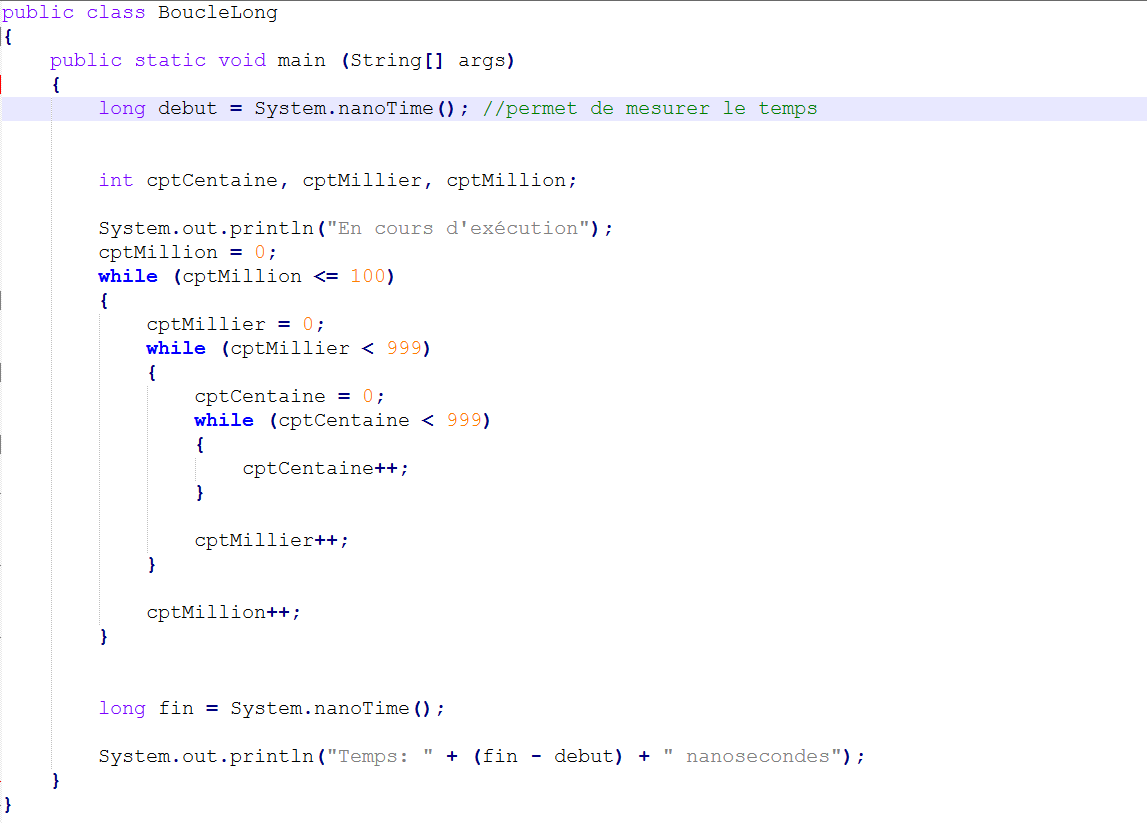 public class BoucleLong
{
    public static void main (String[] args)
    {
        long debut = System.nanoTime(); //permet de mesurer le temps
        int cptCentaine, cptMillier, cptMillion;
        System.out.println("En cours d'exécution");
        cptMillion = 0;
        while (cptMillion <= 100)
        {
            cptMillier = 0;
            while (cptMillier < 999)
            {
                cptCentaine = 0;
                while (cptCentaine < 999)
                {
                    cptCentaine++;
                }
                cptMillier++;
            }
            cptMillion++;
        }
        long fin = System.nanoTime();
        System.out.println("Temps: " + (fin - debut) + " nanosecondes");
    }
}